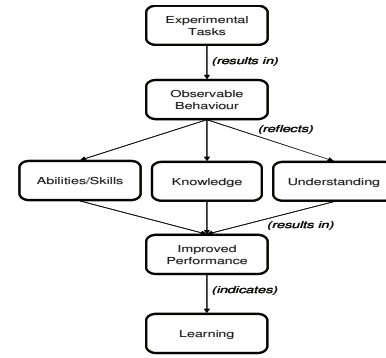 Experimental
Tasks
(results in)
Observable
Behaviour
(reflects)
Abilities/Skills
Knowledge
Understanding
(results in)
Improved
Performance
(indicates)
Learning